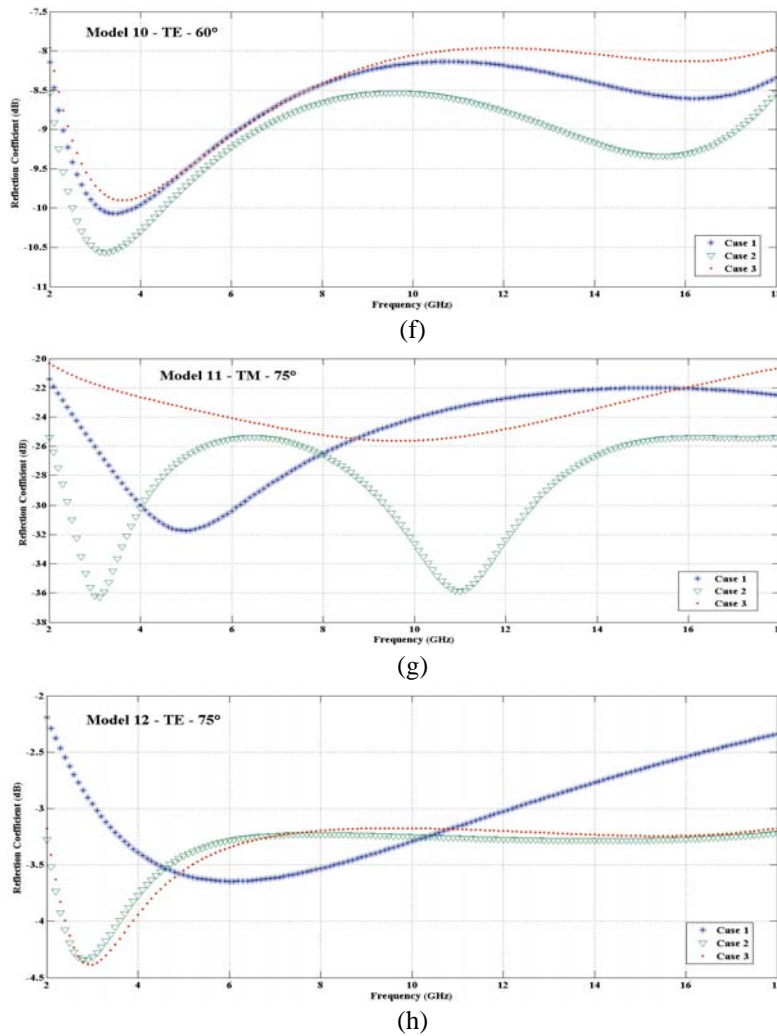 -7.5
Model 10 - TE - 60°
-8
-8.5
-9
-9.5
-10
-10.5
-11
Reflection Coefficient (dB)
Case 1
Case 2
Case 3
2 4 6 8 10 12 14 16 18
Frequency (GHz)
(f)
-20
Model 11 - TM - 75°
-22
-24
-26
-28
-30
-32
-34
-36
-38
Reflection Coefficient (dB)
Case 1
Case 2
Case 3
2 4 6 8 10 12 14 16
Frequency (GHz)
(g)
-2
Model 12 - TE - 75°
-2.5
-3
-3.5
-4
-4.5
Reflection Coefficient (dB)
Case 1
Case 2
Case 3
2 4 6 8 10 12 14 16
Frequency (GHz)
(h)